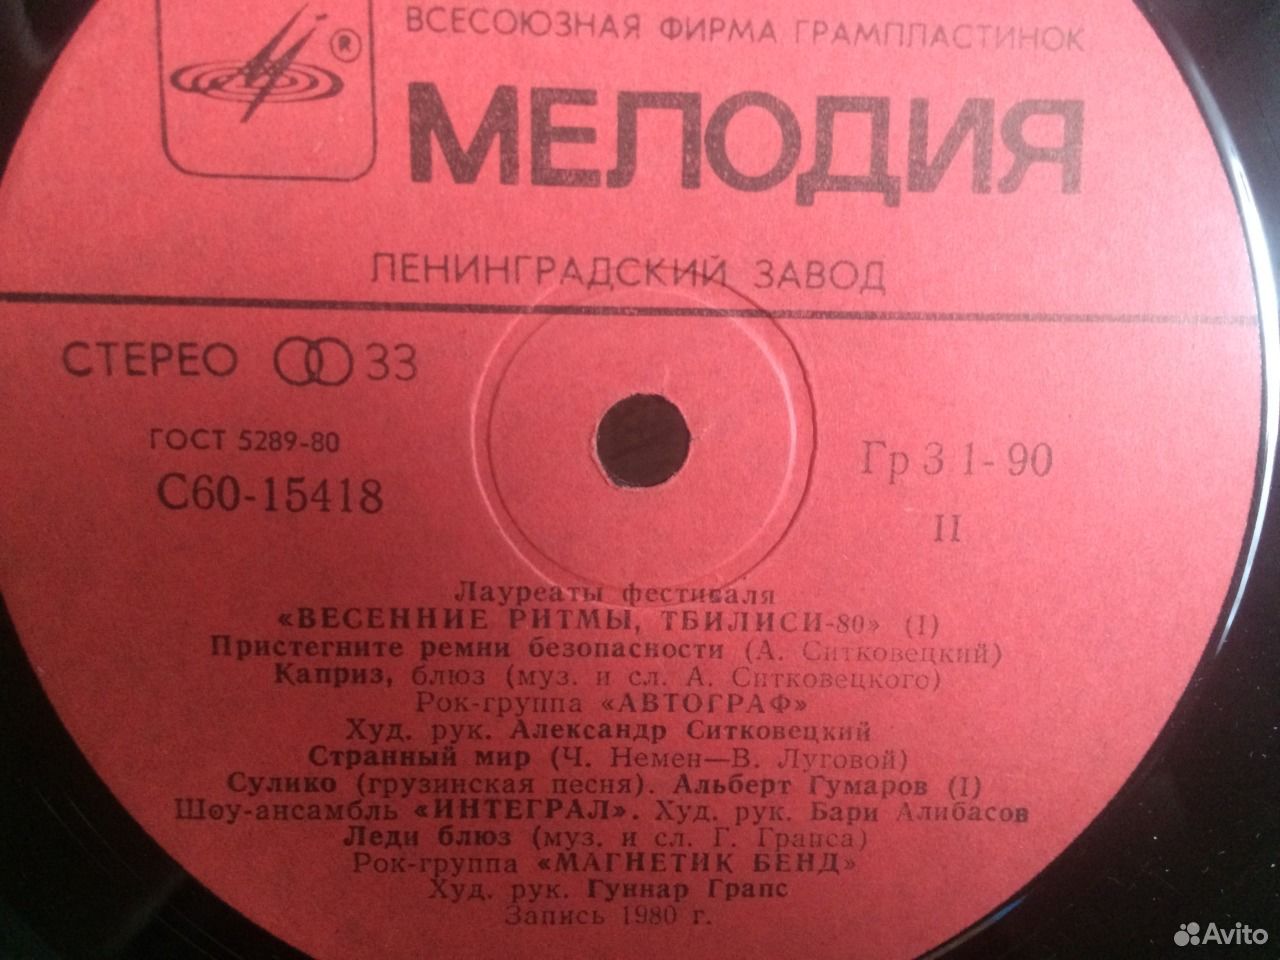 ВСЕСОЮЗНАЯ ФИРМА ГРАМПЛАСТИНОК
®
МЕЛОДИЯ
ЛЕНИНГРАДСКИЙ ЗАВОД
СТЕРЕО 33
ГОСТ 5289-80
С60-15418
Гр 3 1-90
II
Лауреаты фестиваля
«ВЕСЕННИЕ РИТМЫ, ТБИЛИСИ-80» (I)
Пристегните ремни безопасности (А. Ситковецкий)
Каприз, блюз (муз. и сл. А. Ситковецкого)
Рок-группа «АВТОГРАФ»
Худ. рук. Александр Ситковецкий
Странный мир (Ч. Немен—В. Луговой)
Сулико (грузинская песня). Альберт Гумаров (I)
Шоу-ансамбль «ИНТЕГРАЛ». Худ. рук. Бари Алибасов
Леди блюз (муз. и сл. Г. Грапса)
Рок-группа «МАГНЕТИК БЕНД»
Худ. рук. Гуннар Грапс
Запись 1980 г.
Avito